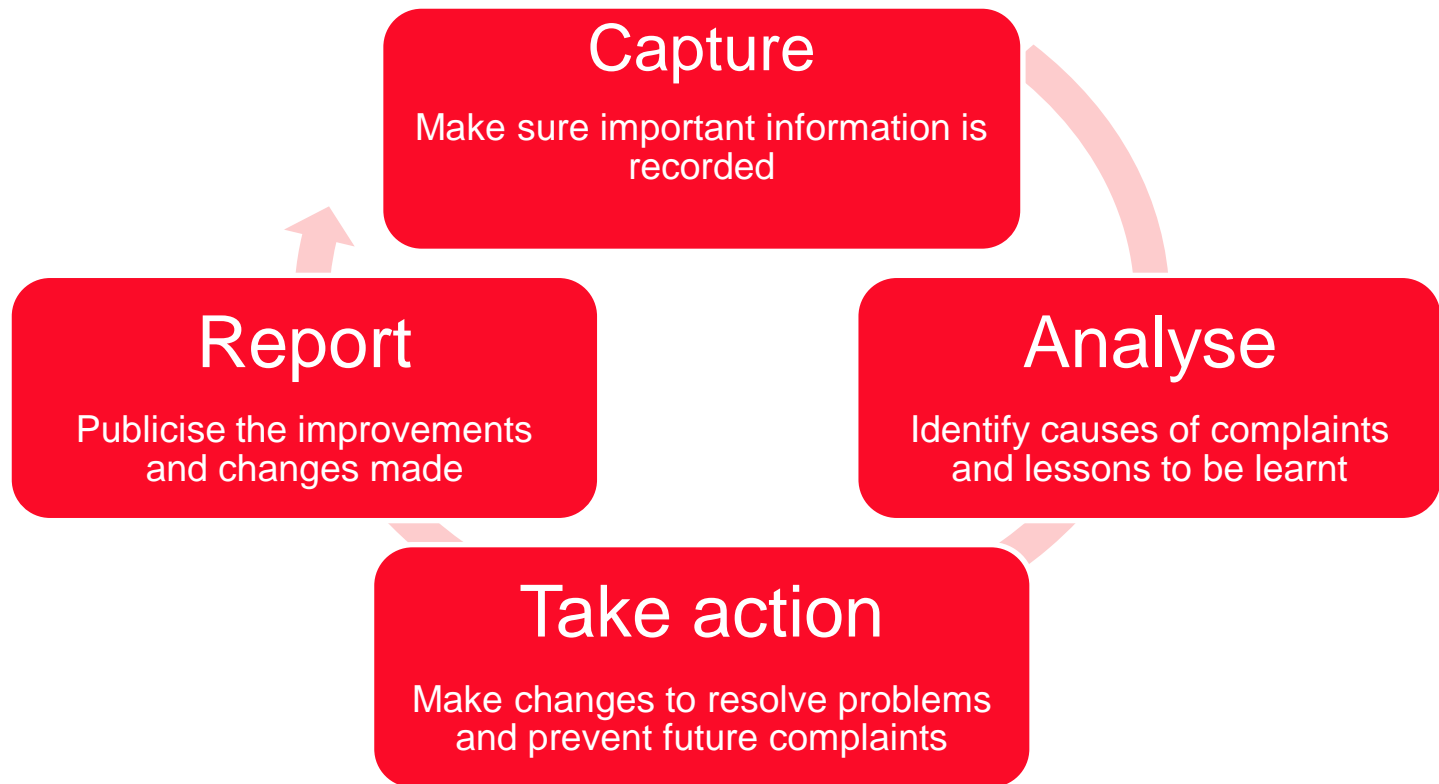 Capture
Make sure important information is
recorded
Analyse
Identify causes of complaints
and lessons to be learnt
Take action
Make changes to resolve problems
and prevent future complaints
Report
Publicise the improvements
and changes made